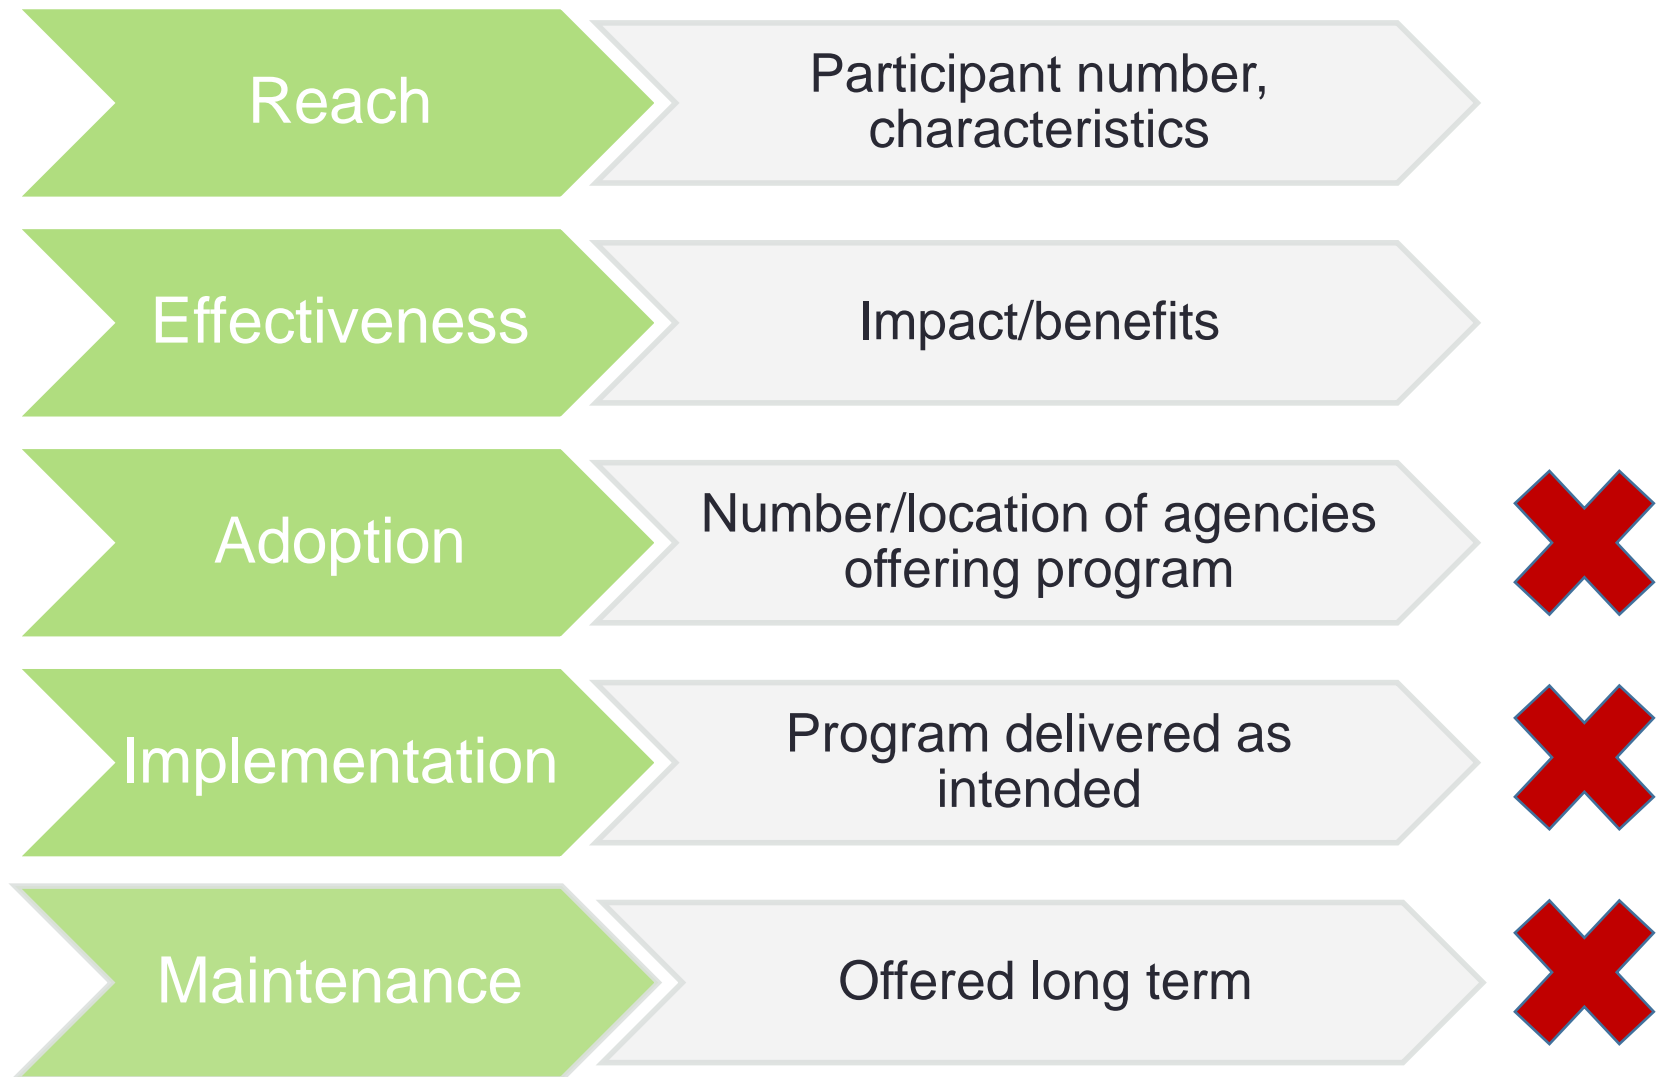 Reach
Participant number,
characteristics
Effectiveness
Impact/benefits
Adoption
Number/location of agencies
offering program
Implementation
Program delivered as
intended
Maintenance
Offered long term